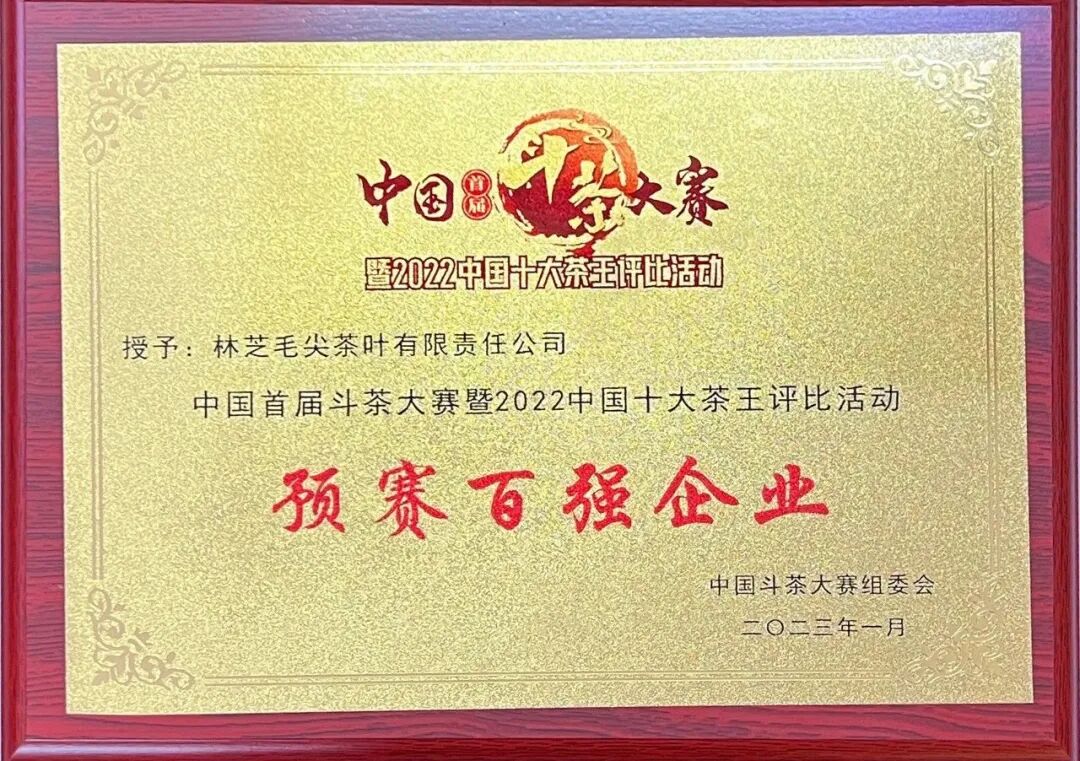 中国首届斗茶大赛
暨2022中国十大茶王评比活动
授予：林芝毛尖茶叶有限责任公司
中国首届斗茶大赛暨2022中国十大茶王评比活动
预赛百强企业
中国斗茶大赛组委会
二〇二三年一月